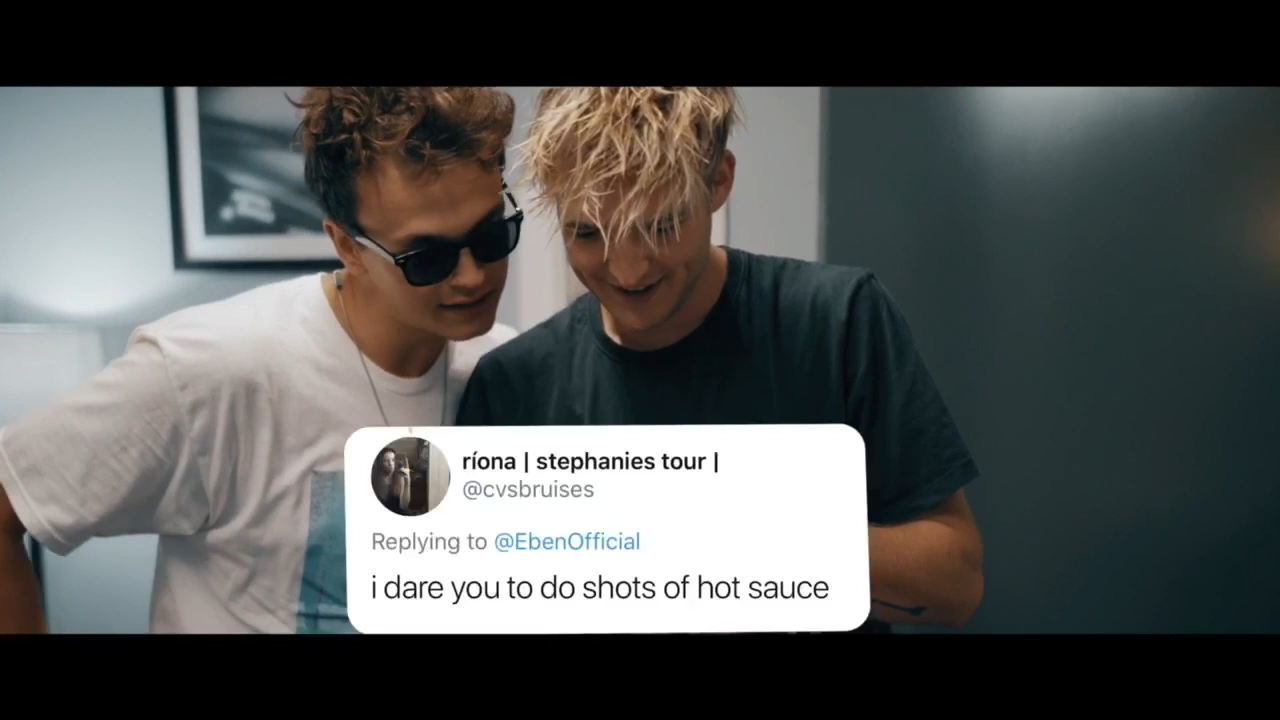 ríona | stephanies tour |
@cvsbruises
Replying to @EbenOfficial
i dare you to do shots of hot sauce